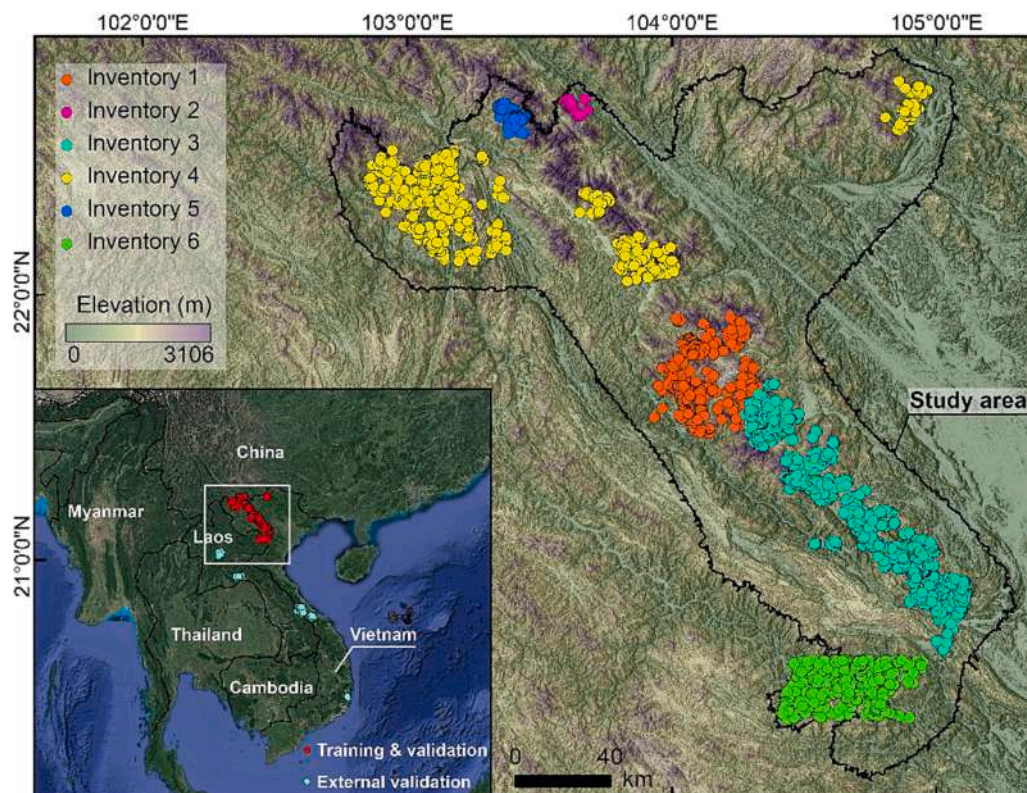 102°0'0"E
103°0'0"E
104°0'0"E
105°0'0"E
22°0'0"N
21°0'0"N
Inventory 1
Inventory 2
Inventory 3
Inventory 4
Inventory 5
Inventory 6
Elevation (m)
0
3106
Study area
China
Myanmar
Laos
Thailand
Vietnam
Cambodia
Training & validation
External validation
0
40
km